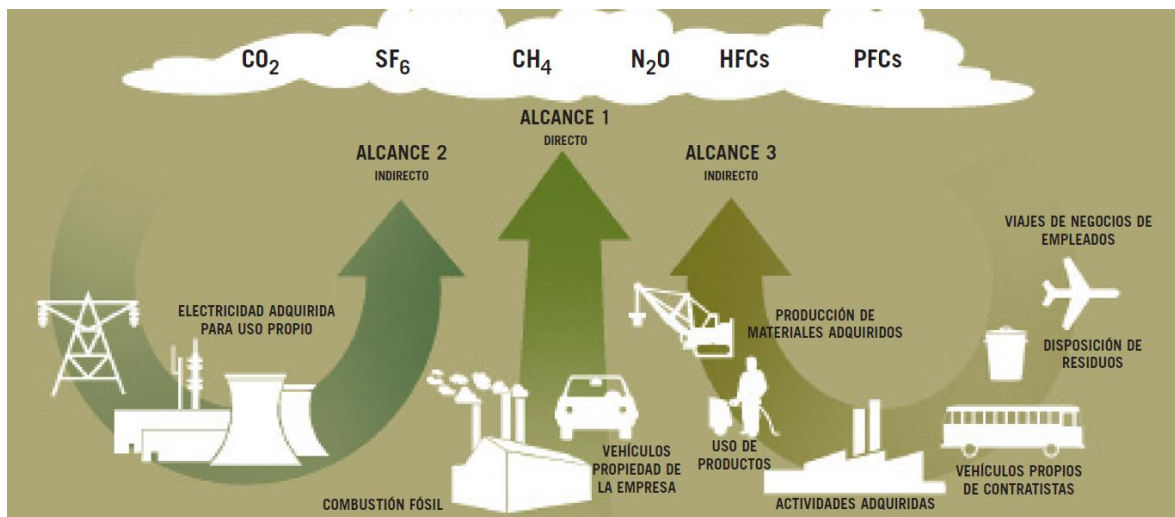 CO₂ SF₆ CH₄ N₂O HFCs PFCs
ALCANCE 1
DIRECTO
ALCANCE 2
INDIRECTO
ALCANCE 3
INDIRECTO
VIAJES DE NEGOCIOS DE
EMPLEADOS
ELECTRICIDAD ADQUIRIDA
PARA USO PROPIO
PRODUCCIÓN DE
MATERIALES ADQUIRIDOS
DISPOSICIÓN DE
RESIDUOS
COMBUSTIÓN FÓSIL
VEHÍCULOS
PROPIEDAD DE
LA EMPRESA
USO DE
PRODUCTOS
ACTIVIDADES ADQUIRIDAS
VEHÍCULOS PROPIOS
DE CONTRATISTAS